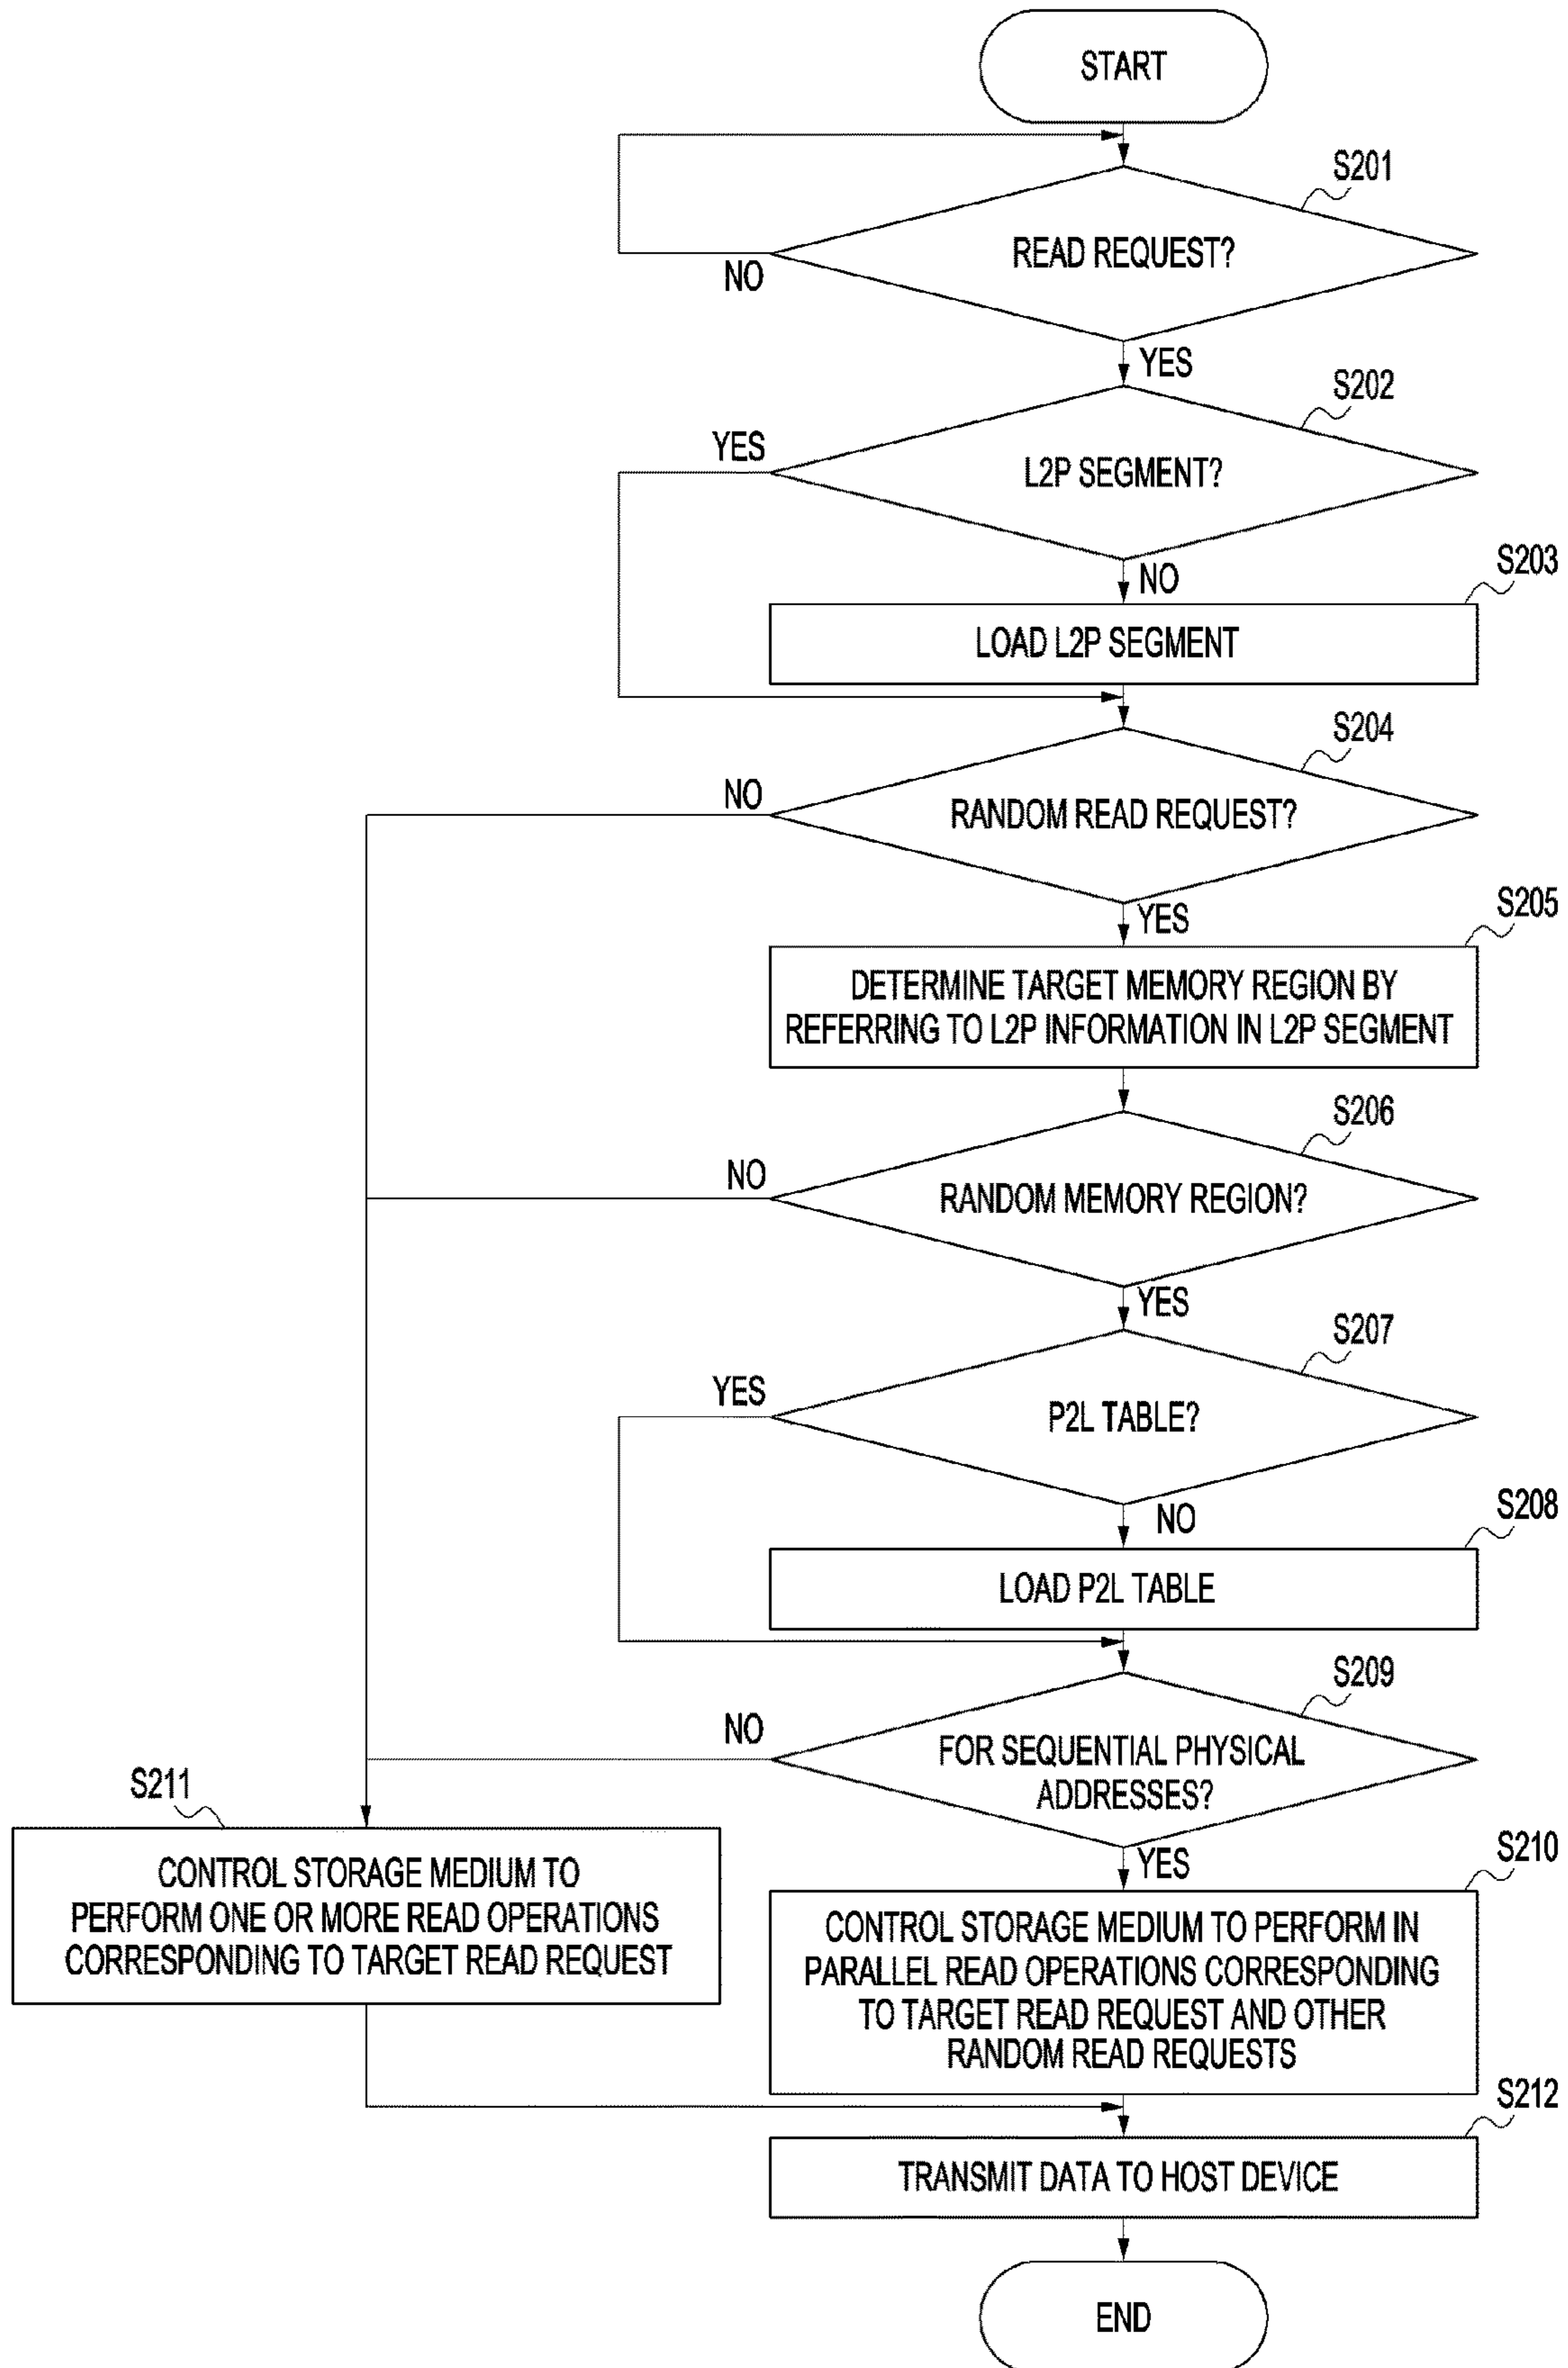 START
S201
READ REQUEST?
NO
YES
S202
YES
L2P SEGMENT?
S203
NO
LOAD L2P SEGMENT
S204
NO
RANDOM READ REQUEST?
S205
YES
DETERMINE TARGET MEMORY REGION BY
REFERRING TO L2P INFORMATION IN L2P SEGMENT
S206
NO
RANDOM MEMORY REGION?
YES
S207
YES
P2L TABLE?
S208
NO
LOAD P2L TABLE
S209
NO
FOR SEQUENTIAL PHYSICAL
ADDRESSES?
S211
YES
S210
CONTROL STORAGE MEDIUM TO
PERFORM ONE OR MORE READ OPERATIONS
CORRESPONDING TO TARGET READ REQUEST
CONTROL STORAGE MEDIUM TO PERFORM IN
PARALLEL READ OPERATIONS CORRESPONDING
TO TARGET READ REQUEST AND OTHER
RANDOM READ REQUESTS
S212
TRANSMIT DATA TO HOST DEVICE
END